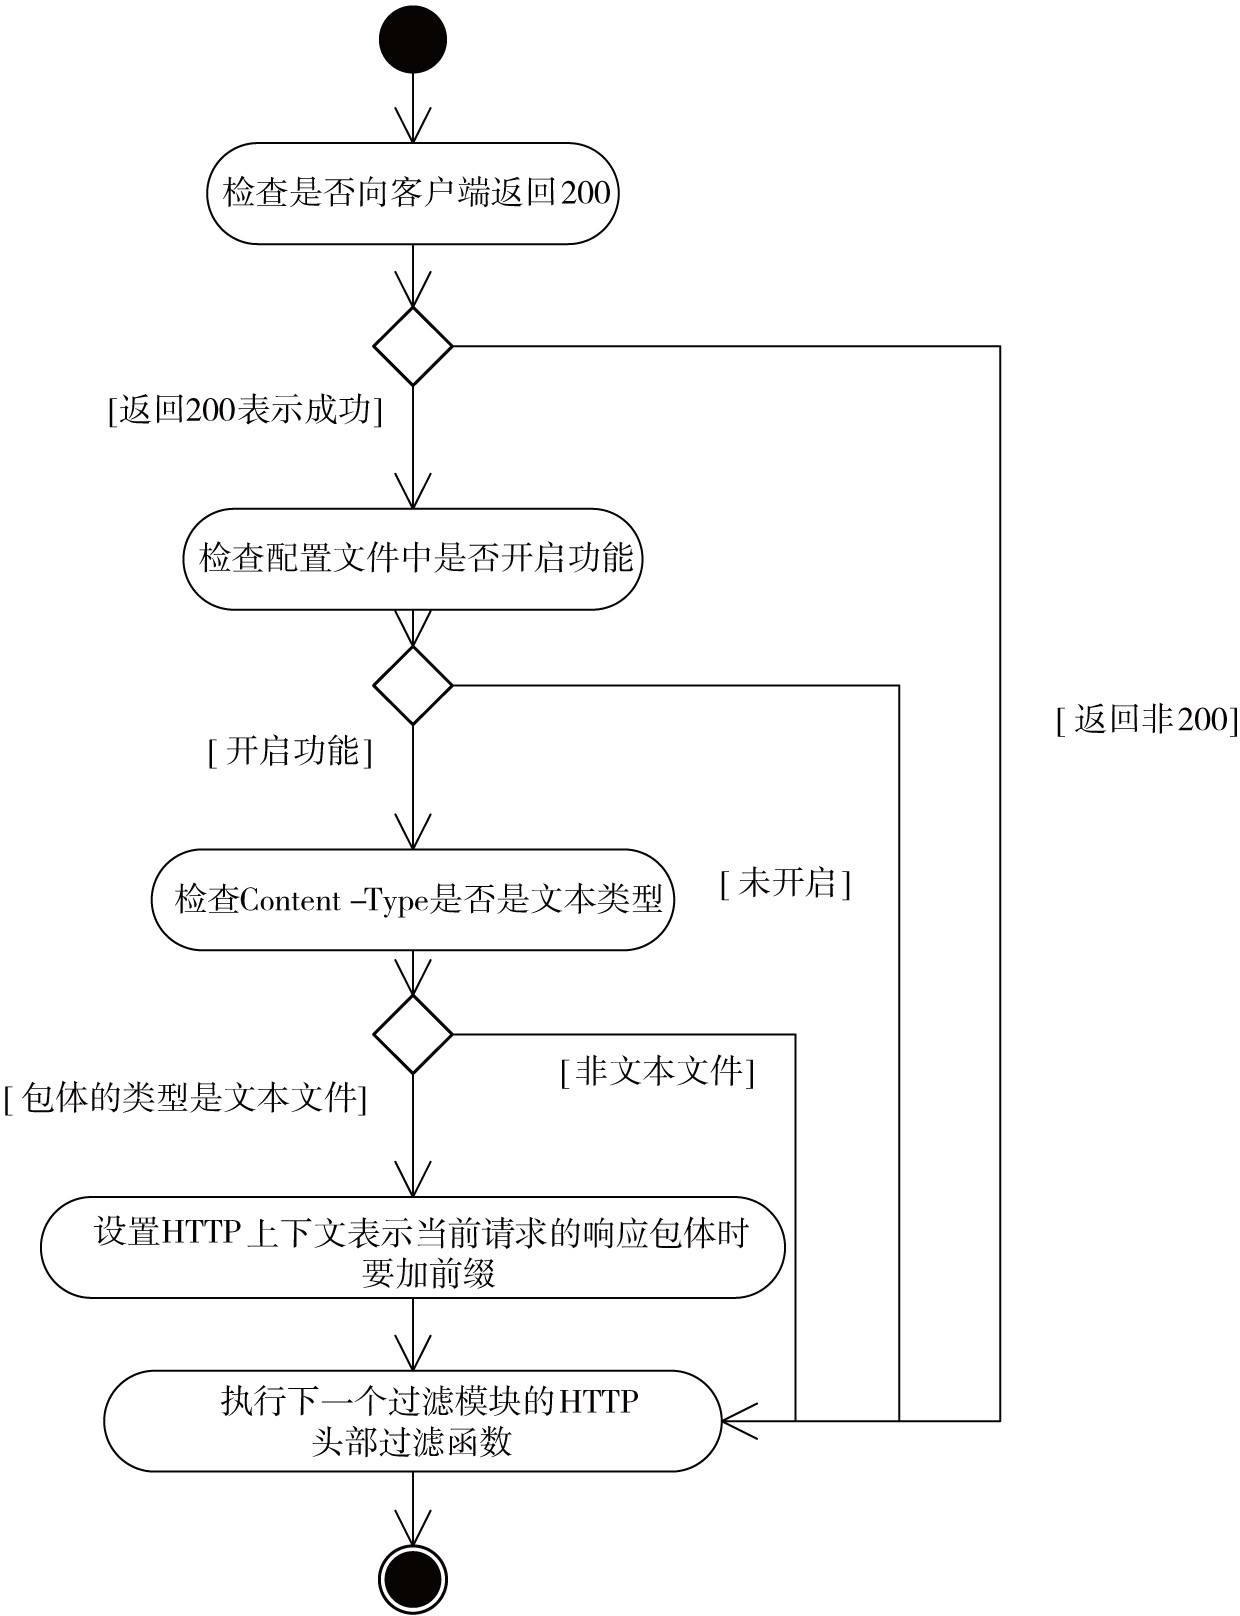 检查是否向客户端返回200
[返回200表示成功]
检查配置文件中是否开启功能
[ 开启功能]
[ 返回非200]
检查Content -Type是否是文本类型
[ 未开启]
[非文本文件]
[ 包体的类型是文本文件]
设置HTTP 上下文表示当前请求的响应包体时
要加前缀
执行下一个过滤模块的HTTP
头部过滤函数